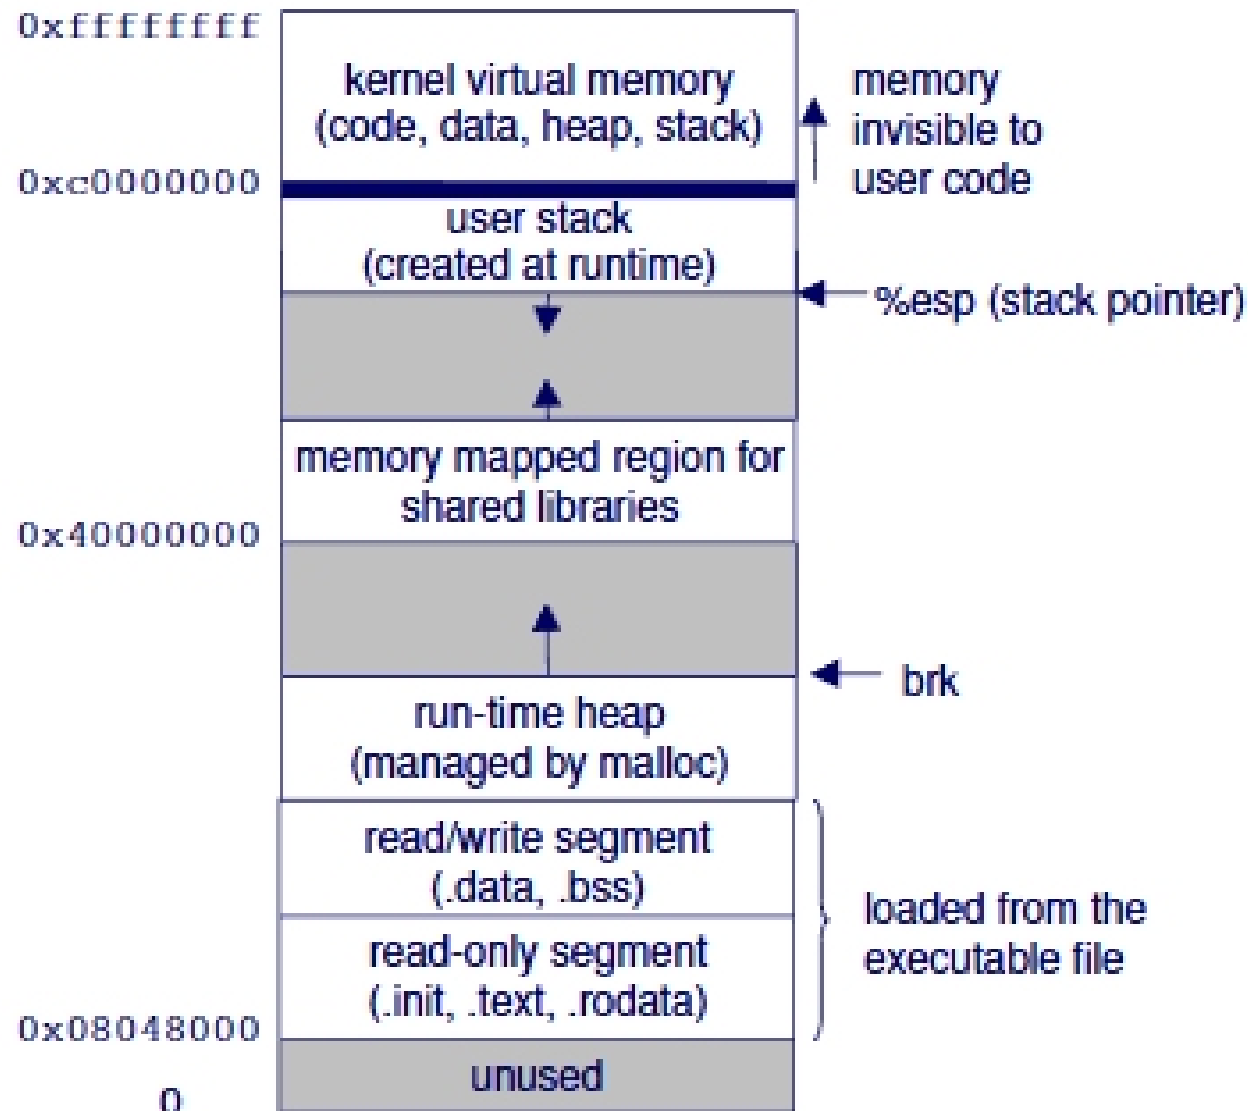 0xffffffff
kernel virtual memory
(code, data, heap, stack)
memory
invisible to
user code
0xc0000000
user stack
(created at runtime)
%esp (stack pointer)
memory mapped region for
shared libraries
0x40000000
brk
run-time heap
(managed by malloc)
read/write segment
(.data, .bss)
loaded from the
executable file
read-only segment
(.init, .text, .rodata)
0x08048000
unused
0